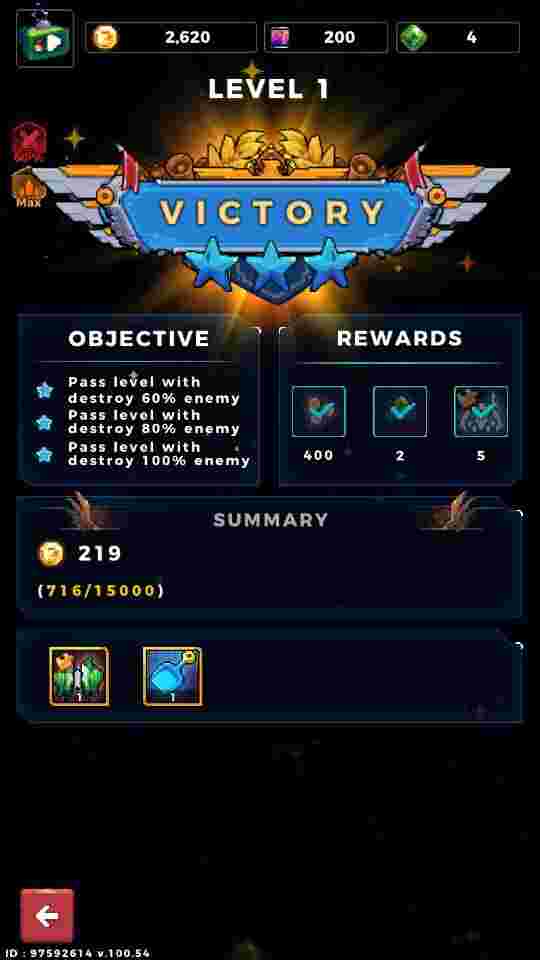 2,620
200
4
LEVEL 1
Max
VICTORY
OBJECTIVE
Pass level with
destroy 60% enemy
Pass level with
destroy 80% enemy
Pass level with
destroy 100% enemy
REWARDS
400
2
5
SUMMARY
219
(716/15000)
1
1
ID : 97592614 v.100.54